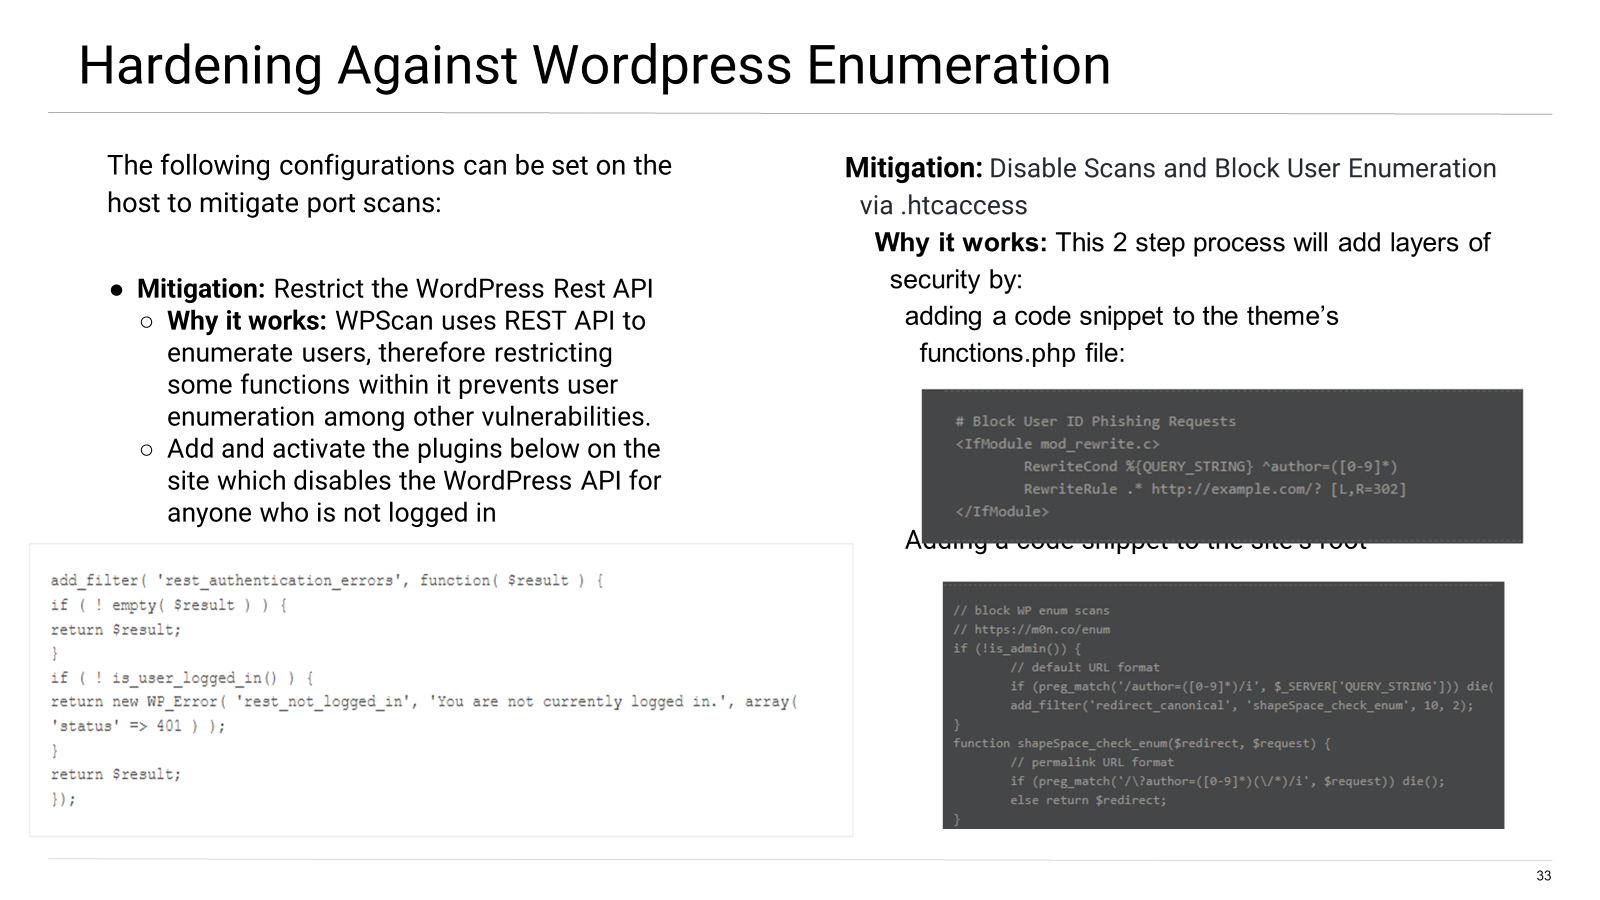 Hardening Against Wordpress Enumeration
The following configurations can be set on the
host to mitigate port scans:
● Mitigation: Restrict the WordPress Rest API
○ Why it works: WPScan uses REST API to
enumerate users, therefore restricting
some functions within it prevents user
enumeration among other vulnerabilities.
○ Add and activate the plugins below on the
site which disables the WordPress API for
anyone who is not logged in
add_filter( 'rest_authentication_errors', function( $result ) {
if ( ! empty( $result ) ) {
return $result;
}
if ( ! is_user_logged_in() ) {
return new WP_Error( 'rest_not_logged_in', 'You are not currently logged in.', array(
'status' => 401 ) );
}
return $result;
});
Mitigation: Disable Scans and Block User Enumeration
via .htcaccess
Why it works: This 2 step process will add layers of
security by:
adding a code snippet to the theme’s
functions.php file:
# Block User ID Phishing Requests
<IfModule mod_rewrite.c>
RewriteCond %{QUERY_STRING} ^author=([0-9]*)
RewriteRule .* http://example.com/? [L,R=302]
</IfModule>
Adding a code snippet to the site’s root
// block WP enum scans
// https://m0n.co/enum
if (!is_admin()) {
// default URL format
if (preg_match('/author=([0-9]*)/i', $_SERVER['QUERY_STRING'])) die(
add_filter('redirect_canonical', 'shapeSpace_check_enum', 10, 2);
}
function shapeSpace_check_enum($redirect, $request) {
// permalink URL format
if (preg_match('/\?author=([0-9]*)(\/*)/i', $request)) die();
else return $redirect;
}
33